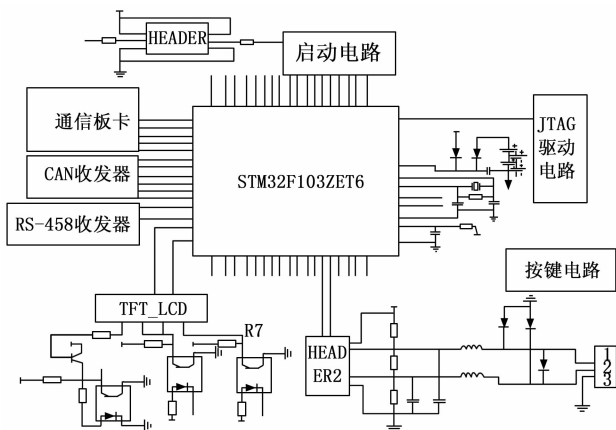 HEADER
启动电路
通信板卡
CAN收发器
RS-458收发器
STM32F103ZET6
JTAG
驱动
电路
按键电路
TFT_LCD
R7
HEAD
ER2
1
2
3